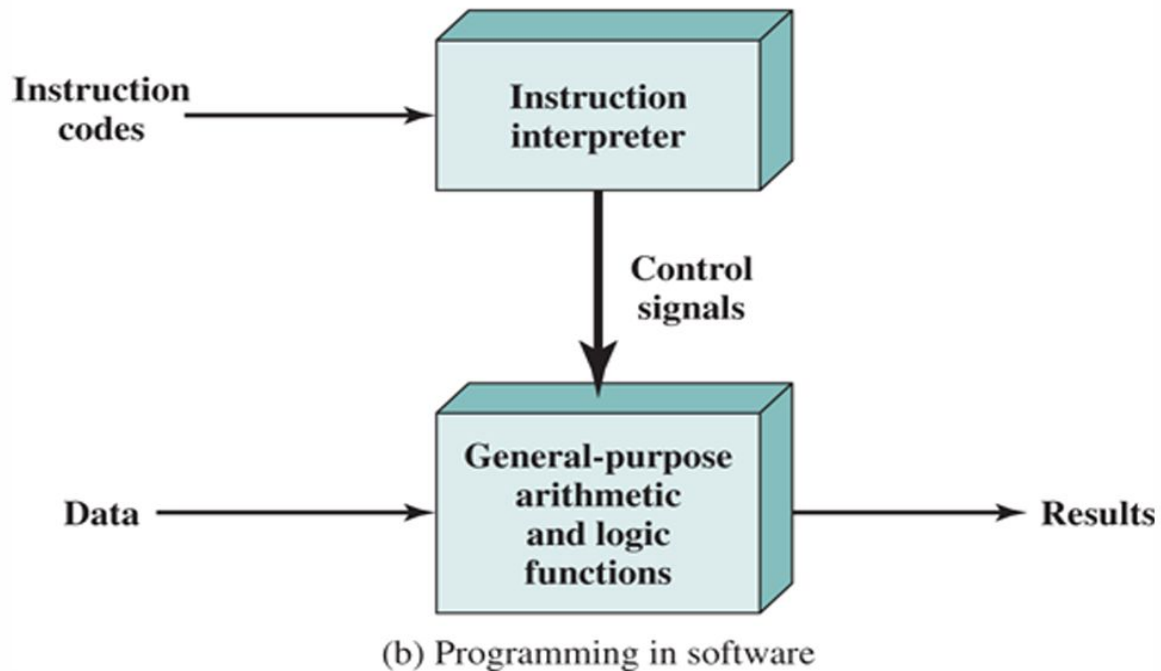 Instruction
codes
Instruction
interpreter
Control
signals
Data
General-purpose
arithmetic
and logic
functions
Results
(b) Programming in software